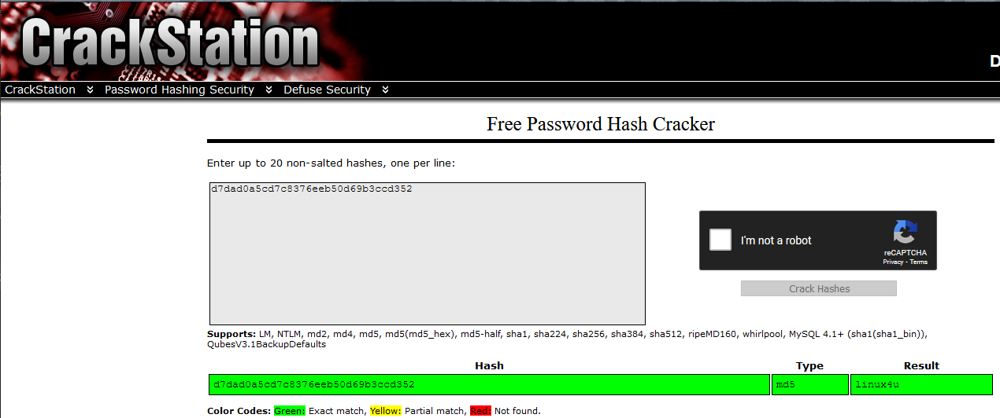 CrackStation
D
CrackStation Password Hashing Security Defuse Security
Free Password Hash Cracker
Enter up to 20 non-salted hashes, one per line:
d7dad0a5cd7c8376eeb50d69b3ccd352
I'm not a robot
reCAPTCHA
Privacy - Terms
Crack Hashes
Supports: LM, NTLM, md2, md4, md5, md5(md5_hex), md5-half, sha1, sha224, sha256, sha384, sha512, ripeMD160, whirlpool, MySQL 4.1+ (sha1(sha1_bin)),
QubesV3.1BackupDefaults
Hash Type Result
d7dad0a5cd7c8376eeb50d69b3ccd352 md5 linux4u
Color Codes: Green: Exact match, Yellow: Partial match, Red: Not found.